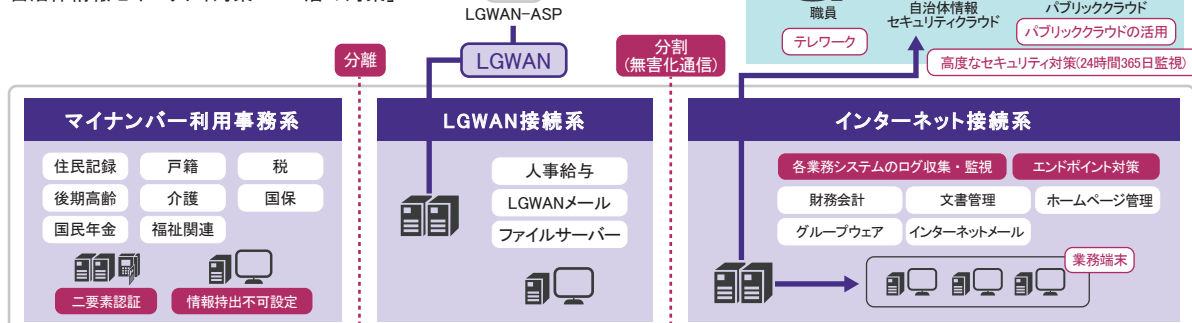 LGWAN-ASP
職員
自治体情報
セキュリティクラウド
パブリッククラウド
テレワーク
パブリッククラウドの活用
分離
LGWAN
分割
(無害化通信)
高度なセキュリティ対策(24時間365日監視)
マイナンバー利用事務系
住民記録
戸籍
税
後期高齢
介護
国保
国民年金
福祉関連
二要素認証
情報持出不可設定
LGWAN接続系
人事給与
LGWANメール
ファイルサーバー
インターネット接続系
各業務システムのログ収集・監視
エンドポイント対策
財務会計
文書管理
ホームページ管理
グループウェア
インターネットメール
業務端末